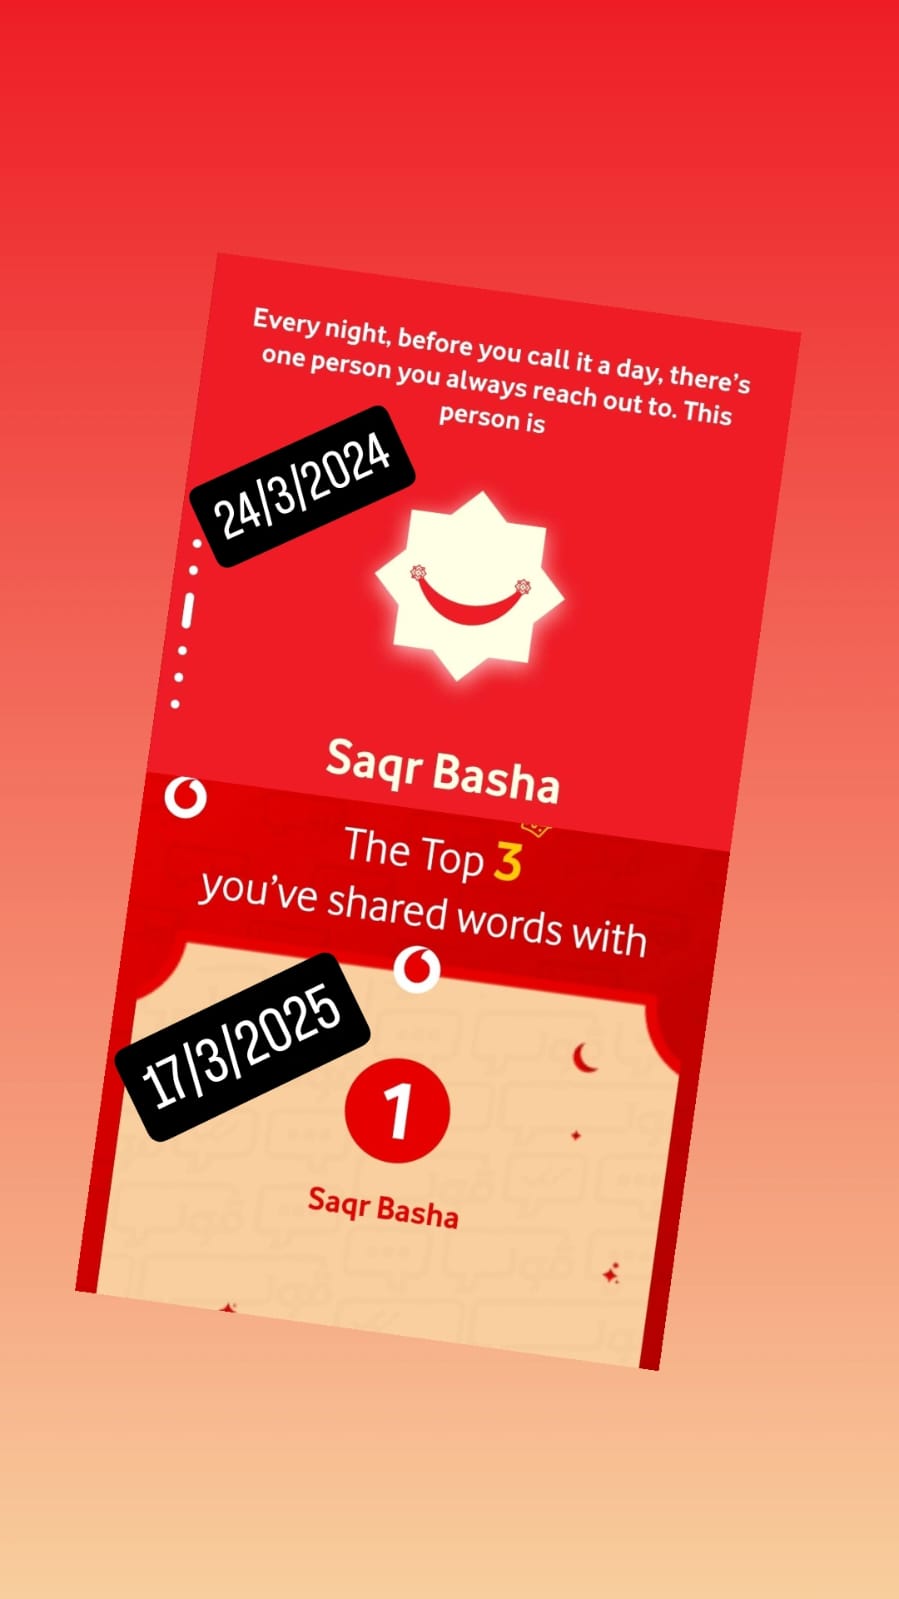 Every night, before you call it a day, there's
one person you always reach out to. This
person is
24/3/2024
Saqr Basha
The Top 3
you've shared words with
17/3/2025
1
Saqr Basha